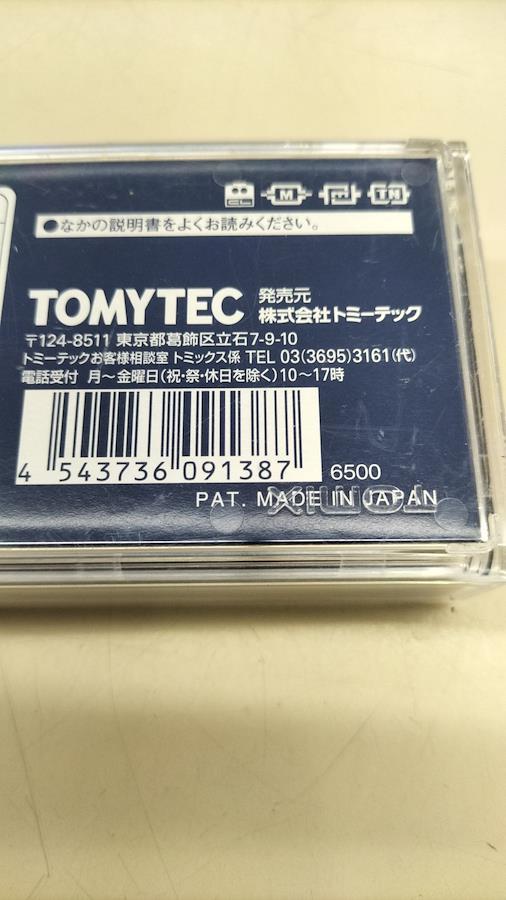 CL M TN
●なかの説明書をよくお読みください。
TOMYTEC 発売元 株式会社トミーテック
〒124-8511 東京都葛飾区立石7-9-10
トミーテックお客様相談室 トミックス係 TEL 03(3695)3161(代)
電話受付 月～金曜日(祝・祭・休日を除く)10～17時
4 543736 091387 6500
PAT. MADE IN JAPAN
TOMIX